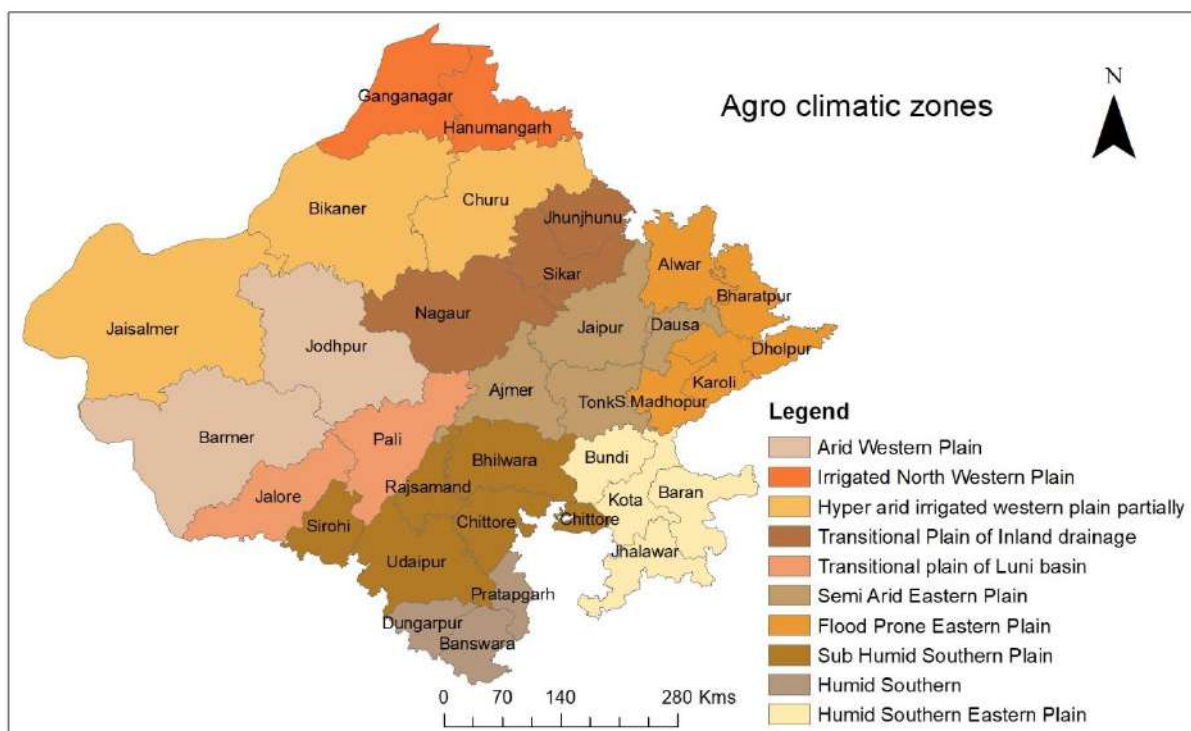 Agro climatic zones
N
Ganganagar
Hanumangarh
Bikaner
Churu
Jhunjhunu
Sikar
Alwar
Bharatpur
Jaisalmer
Jodhpur
Nagaur
Jaipur
Dausa
Dholpur
Karoli
Ajmer
TonkS.Madhopur
Barmer
Pali
Jalore
Bhilwara
Rajsamand
Bundi
Kota
Baran
Sirohi
Chittore
Chittore
Udaipur
Jhalawar
Pratapgarh
Dungarpur
Banswara
Legend
Arid Western Plain
Irrigated North Western Plain
Hyper arid irrigated western plain partially
Transitional Plain of Inland drainage
Transitional plain of Luni basin
Semi Arid Eastern Plain
Flood Prone Eastern Plain
Sub Humid Southern Plain
Humid Southern
Humid Southern Eastern Plain
0 70 140 280 Kms